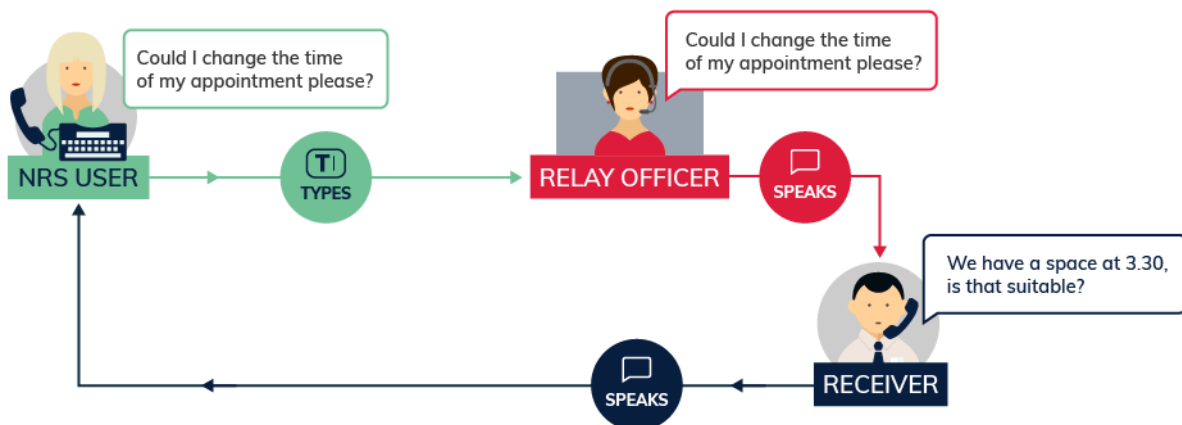 Could I change the time
of my appointment please?
NRS USER
T
TYPES
Could I change the time
of my appointment please?
RELAY OFFICER
SPEAKS
We have a space at 3.30,
is that suitable?
RECEIVER
SPEAKS